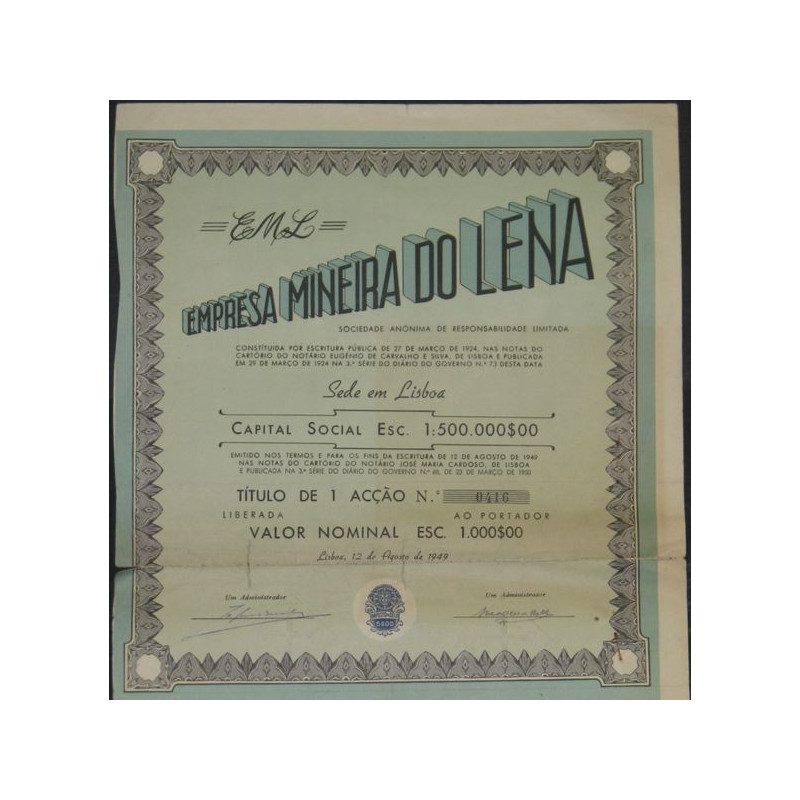 EML
EMPRESA MINEIRA DO LENA
SOCIEDADE ANÓNIMA DE RESPONSABILIDADE LIMITADA
CONSTITUIDA POR ESCRITURA PÚBLICA DE 27 DE MARÇO DE 1924, NAS NOTAS DO
CARTÓRIO DO NOTÁRIO EUGÉNIO DE CARVALHO E SILVA, DE LISBOA E PUBLICADA
EM 29 DE MARÇO DE 1924 NA 3.ª SÉRIE DO DIÁRIO DO GOVERNO N.º 73 DESTA DATA
Sede em Lisboa
CAPITAL SOCIAL ESC. 1:500.000$00
EMITIDO NOS TERMOS E PARA OS FINS DA ESCRITURA DE 12 DE AGOSTO DE 1949
NAS NOTAS DO CARTÓRIO DO NOTÁRIO JOSÉ MARIA CARDOSO, DE LISBOA
E PUBLICADA NA 3.ª SÉRIE DO DIÁRIO DO GOVERNO N.º 68, DE 23 DE MARÇO DE 1950
TÍTULO DE 1 ACÇÃO N.º 0416
LIBERADA AO PORTADOR
VALOR NOMINAL ESC. 1.000$00
Lisboa, 12 de Agosto de 1949
Um Administrador Um Administrador